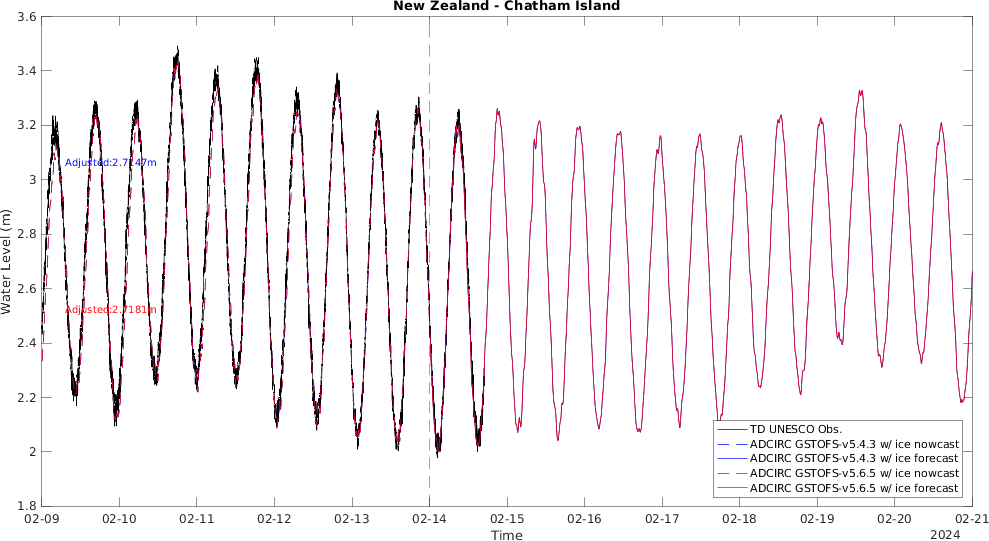 New Zealand - Chatham Island
3.6
3.4
3.2
3
2.8
2.6
2.4
2.2
2
1.8
Water Level (m)
Adjusted:2.7247m
Adjusted:2.7181m
TD UNESCO Obs.
ADCIRC GSTOFS-v5.4.3 w/ ice nowcast
ADCIRC GSTOFS-v5.4.3 w/ ice forecast
ADCIRC GSTOFS-v5.6.5 w/ ice nowcast
ADCIRC GSTOFS-v5.6.5 w/ ice forecast
02-09 02-10 02-11 02-12 02-13 02-14 02-15 02-16 02-17 02-18 02-19 02-20 02-21
Time
2024